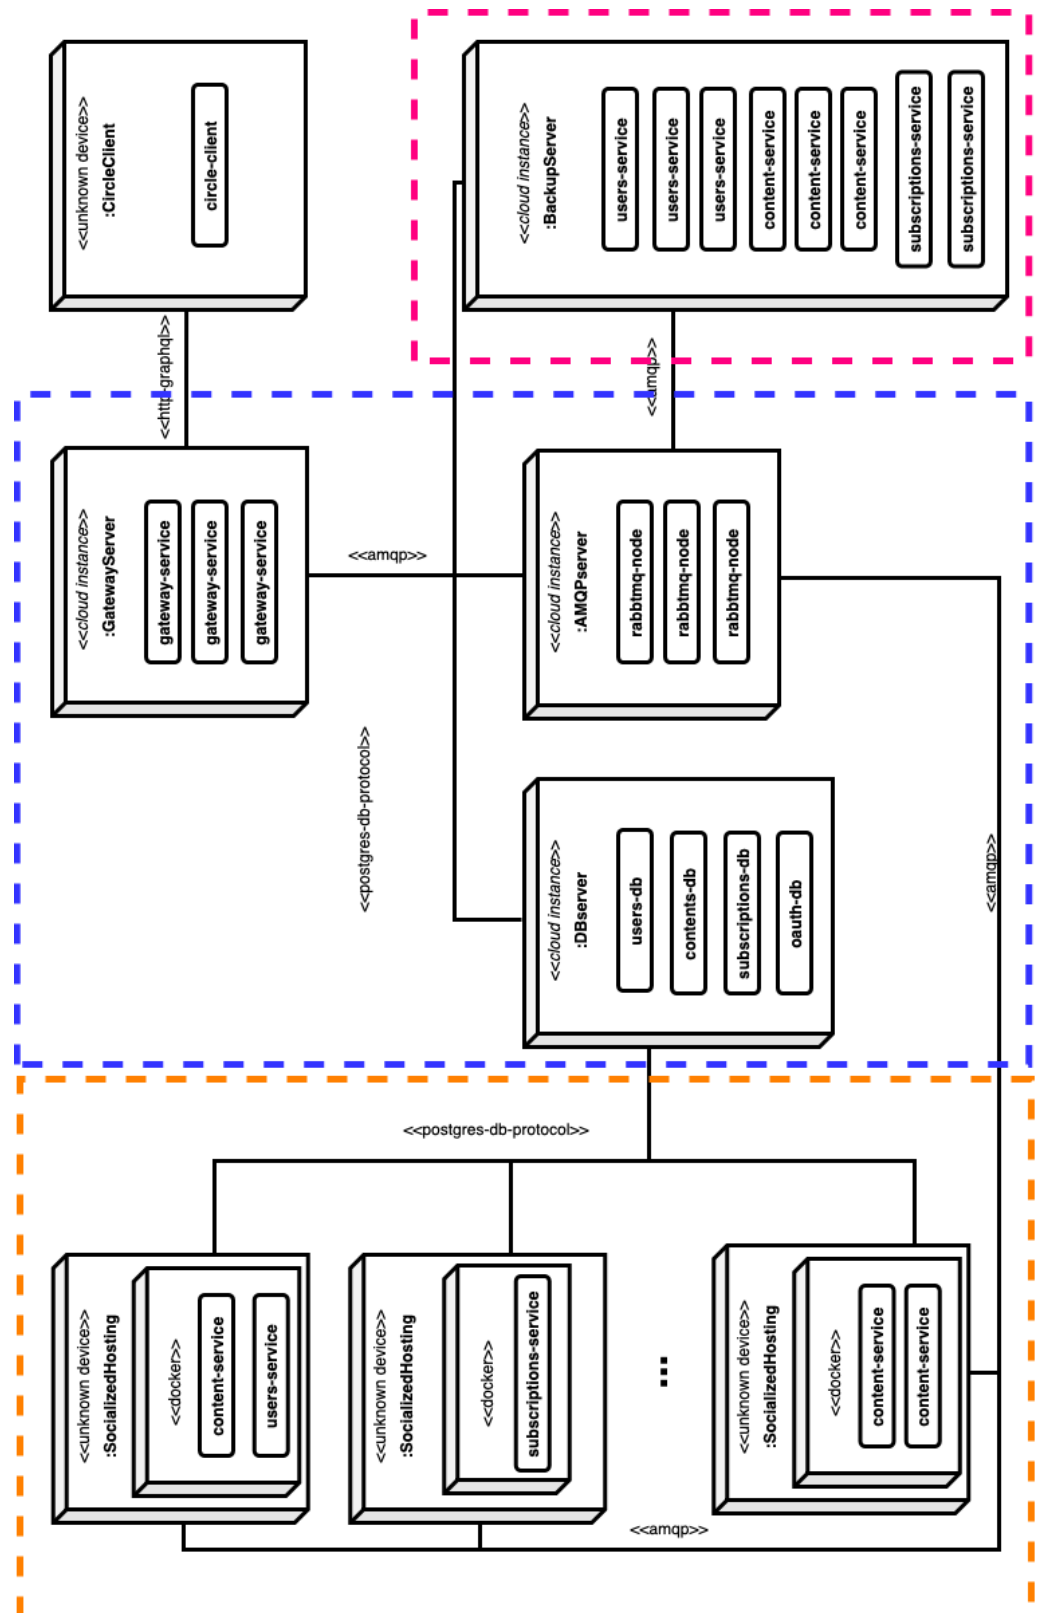 <<unknown device>>
:CircleClient
circle-client
<<cloud instance>>
:BackupServer
users-service
users-service
users-service
content-service
content-service
content-service
subscriptions-service
subscriptions-service
<<http-graphql>>
<<amqp>>
<<cloud instance>>
:GatewayServer
gateway-service
gateway-service
gateway-service
<<amqp>>
<<cloud instance>>
:AMQPserver
rabbtmq-node
rabbtmq-node
rabbtmq-node
<<postgres-db-protocol>>
<<cloud instance>>
:DBserver
users-db
contents-db
subscriptions-db
oauth-db
<<amqp>>
<<postgres-db-protocol>>
<<unknown device>>
:SocializedHosting
<<docker>>
content-service
users-service
<<unknown device>>
:SocializedHosting
<<docker>>
subscriptions-service
...
<<unknown device>>
:SocializedHosting
<<docker>>
content-service
content-service
<<amqp>>